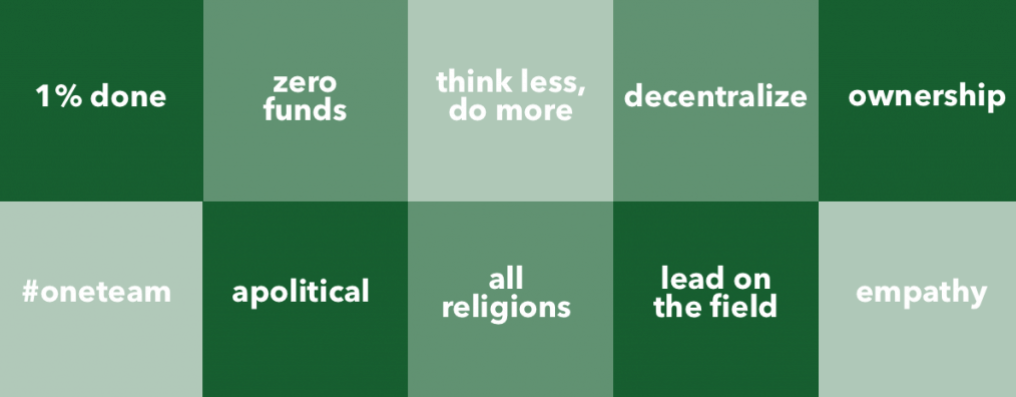 1% done
zero
funds
think less,
do more
decentralize
ownership
#oneteam
apolitical
all
religions
lead on
the field
empathy